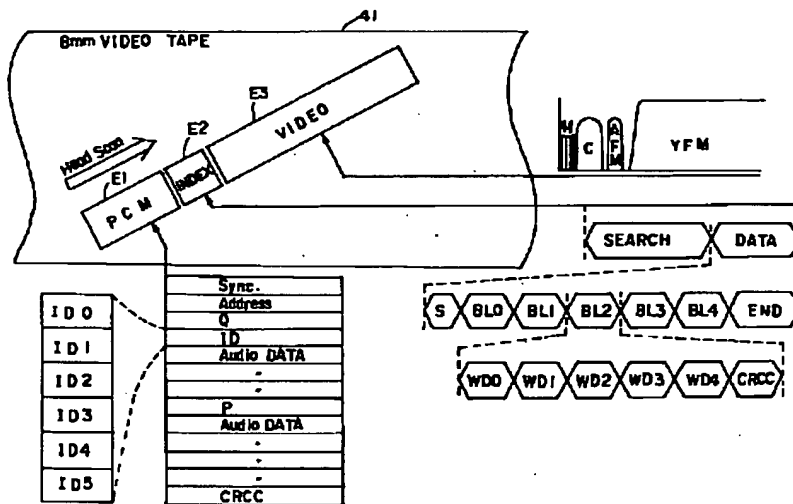 41
8mm VIDEO TAPE
E3
E2
VIDEO
Head Scan
E1
INDEX
PCM
H
C
AFM
YFM
SEARCH
DATA
S
BL0
BL1
BL2
BL3
BL4
END
WD0
WD1
WD2
WD3
WD4
CRCC
Sync.
Address
Q
ID
Audio DATA
"
"
P
Audio DATA
"
"
"
CRCC
ID0
ID1
ID2
ID3
ID4
ID5